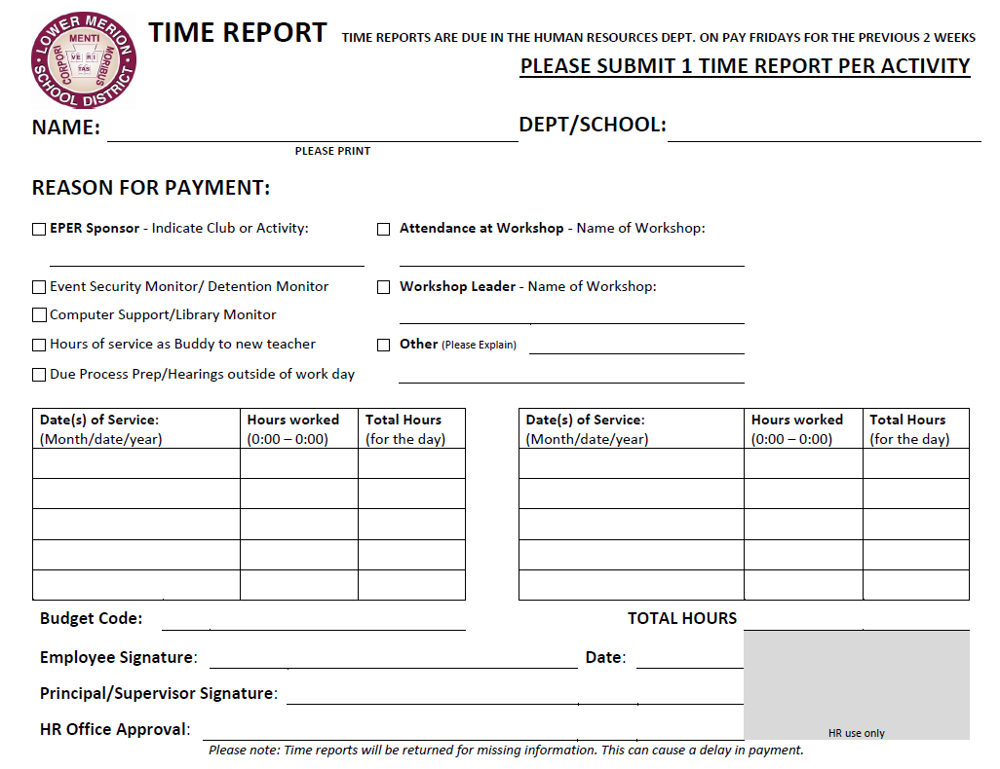 LOWER MERION
SCHOOL DISTRICT
MENTI
CORPORI
MORIBUS
VE RI
TAS
TIME REPORT TIME REPORTS ARE DUE IN THE HUMAN RESOURCES DEPT. ON PAY FRIDAYS FOR THE PREVIOUS 2 WEEKS
PLEASE SUBMIT 1 TIME REPORT PER ACTIVITY
NAME: DEPT/SCHOOL:
PLEASE PRINT
REASON FOR PAYMENT:
EPER Sponsor - Indicate Club or Activity:
Event Security Monitor/ Detention Monitor
Computer Support/Library Monitor
Hours of service as Buddy to new teacher
Due Process Prep/Hearings outside of work day
Attendance at Workshop - Name of Workshop:
Workshop Leader - Name of Workshop:
Other (Please Explain)
Date(s) of Service: Hours worked Total Hours
(Month/date/year) (0:00 – 0:00) (for the day)
Date(s) of Service: Hours worked Total Hours
(Month/date/year) (0:00 – 0:00) (for the day)
Budget Code: TOTAL HOURS
Employee Signature: Date:
Principal/Supervisor Signature:
HR Office Approval: HR use only
Please note: Time reports will be returned for missing information. This can cause a delay in payment.